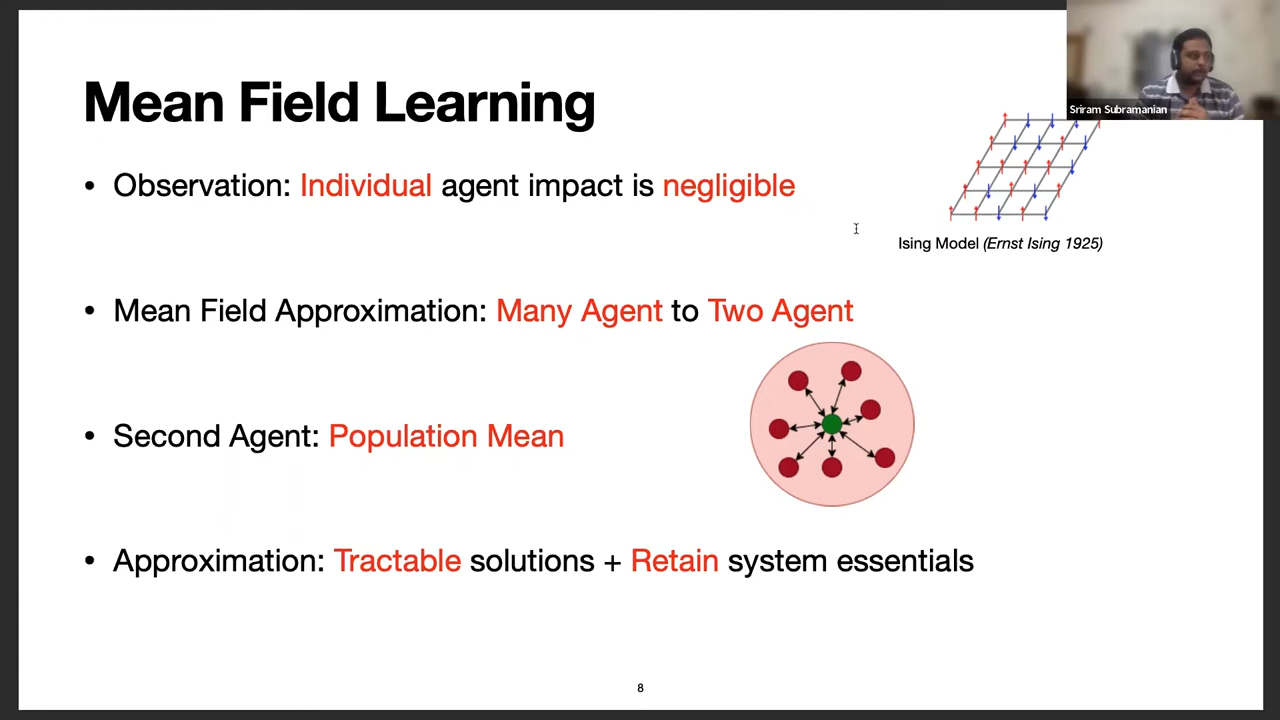 Mean Field Learning
Sriram Subramanian
• Observation: Individual agent impact is negligible
Ising Model (Ernst Ising 1925)
• Mean Field Approximation: Many Agent to Two Agent
• Second Agent: Population Mean
• Approximation: Tractable solutions + Retain system essentials
8